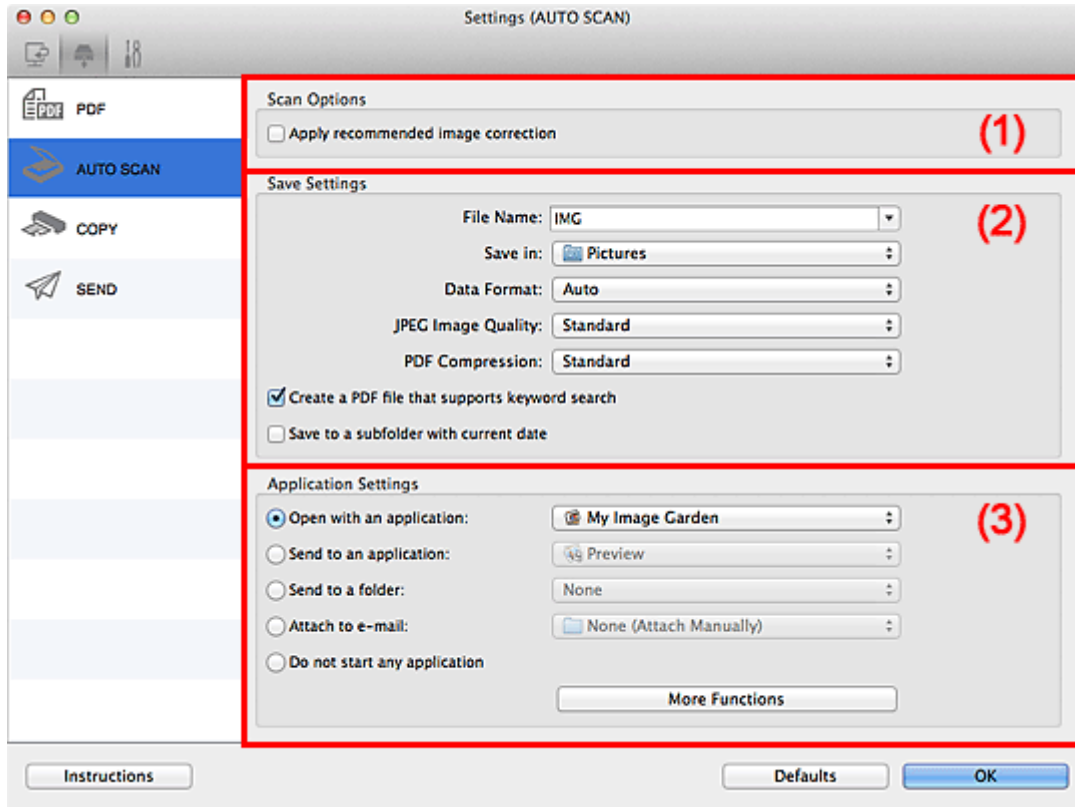 Settings (AUTO SCAN)
PDF PDF
AUTO SCAN
COPY
SEND
Scan Options
Apply recommended image correction
(1)
Save Settings
(2)
File Name: IMG
Save in: Pictures
Data Format: Auto
JPEG Image Quality: Standard
PDF Compression: Standard
Create a PDF file that supports keyword search
Save to a subfolder with current date
Application Settings
(3)
Open with an application: My Image Garden
Send to an application: Preview
Send to a folder: None
Attach to e-mail: None (Attach Manually)
Do not start any application
More Functions
Instructions Defaults OK